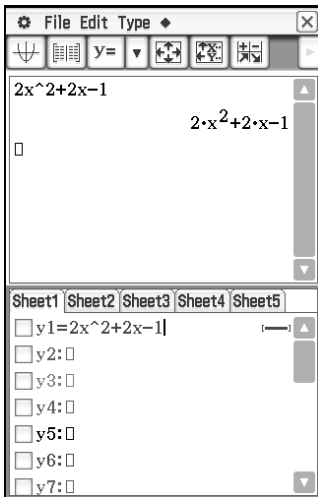 File Edit Type
Y=
2x^2+2x-1
2·x²+2·x-1
Sheet1 Sheet2 Sheet3 Sheet4 Sheet5
y1=2x^2+2x-1
y2:
y3:
y4:
y5:
y6:
y7: